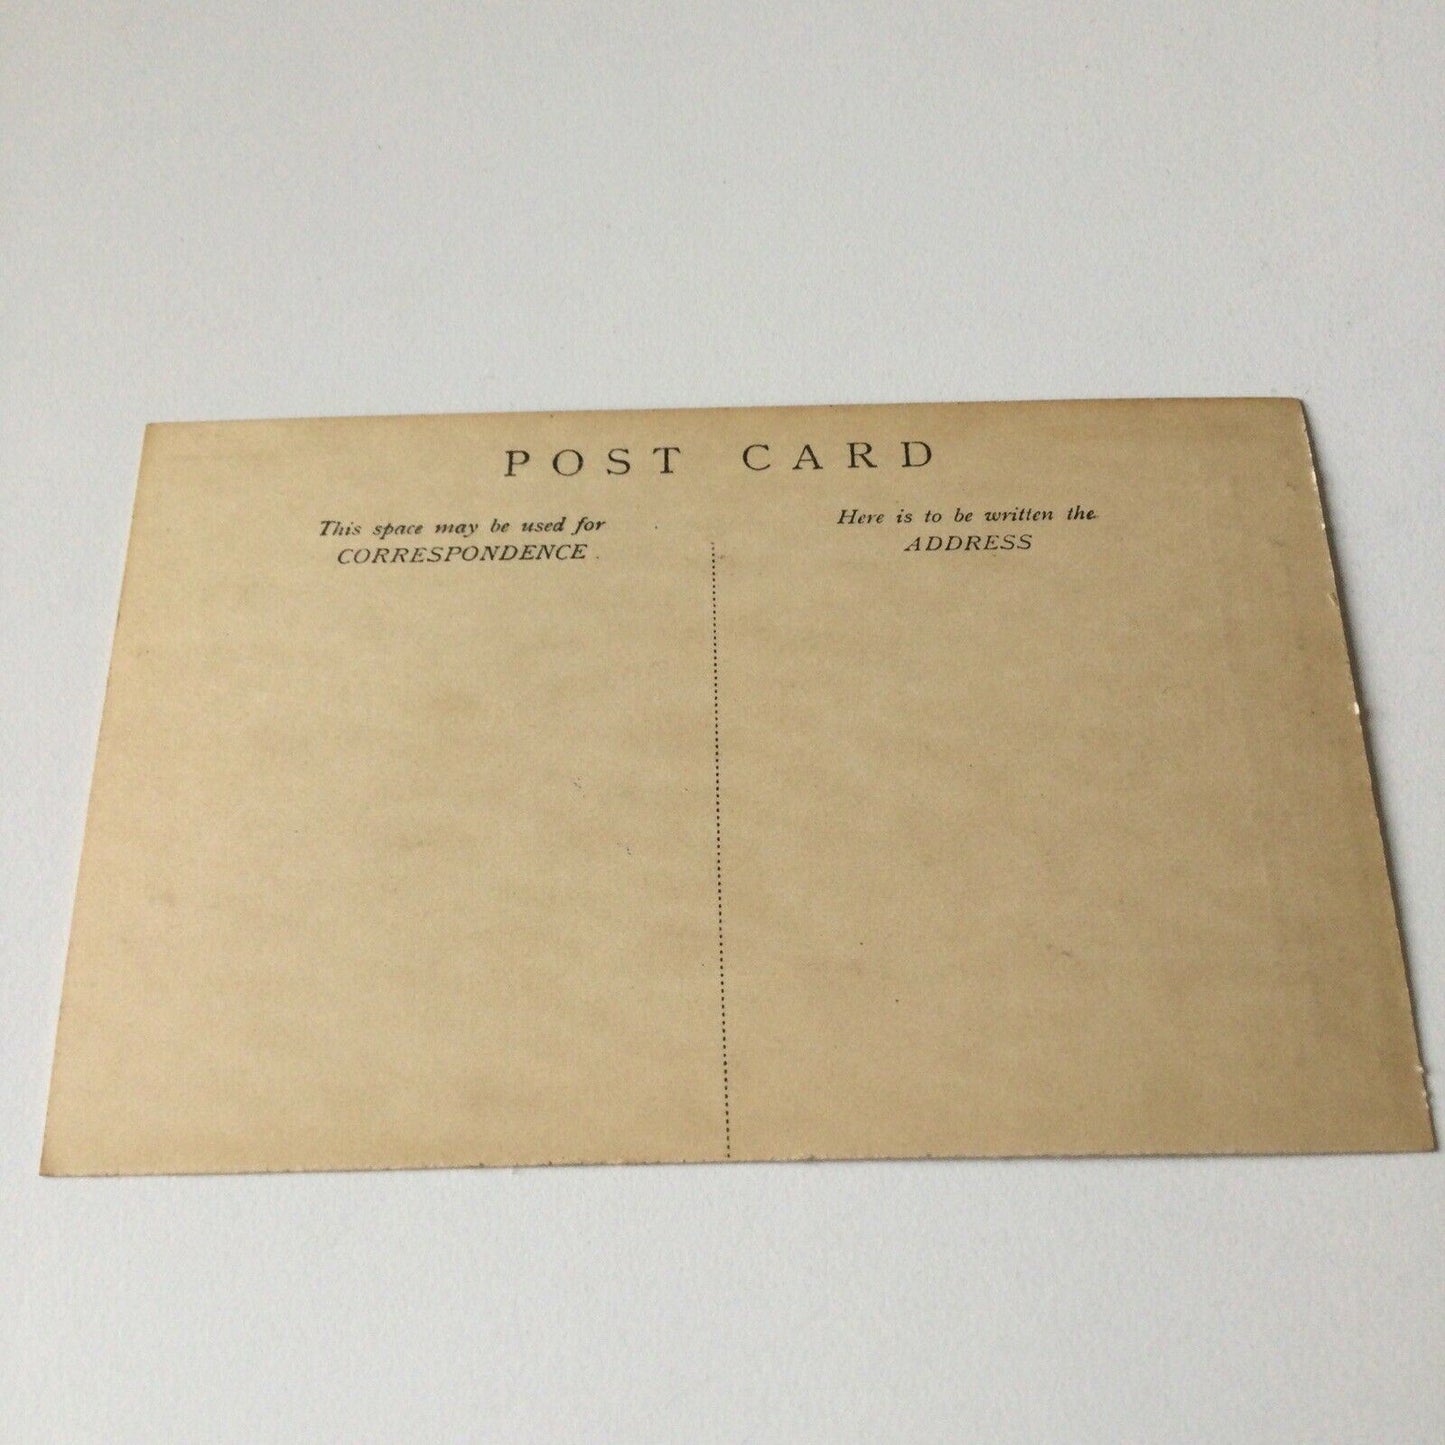 POST CARD
This space may be used for
CORRESPONDENCE.
Here is to be written the
ADDRESS